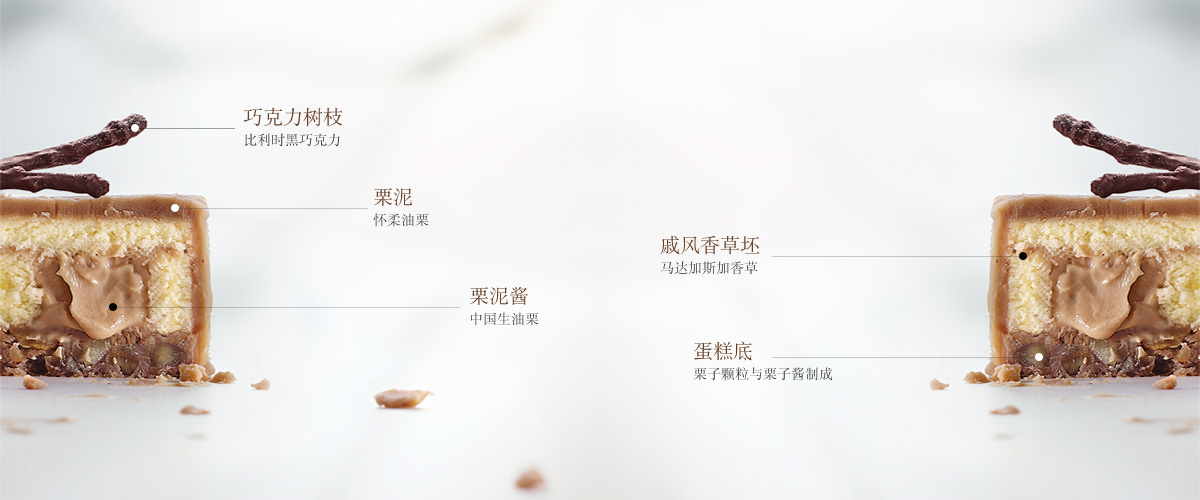 巧克力树枝
比利时黑巧克力
栗泥
怀柔油栗
栗泥酱
中国生油栗
戚风香草坯
马达加斯加香草
蛋糕底
栗子颗粒与栗子酱制成